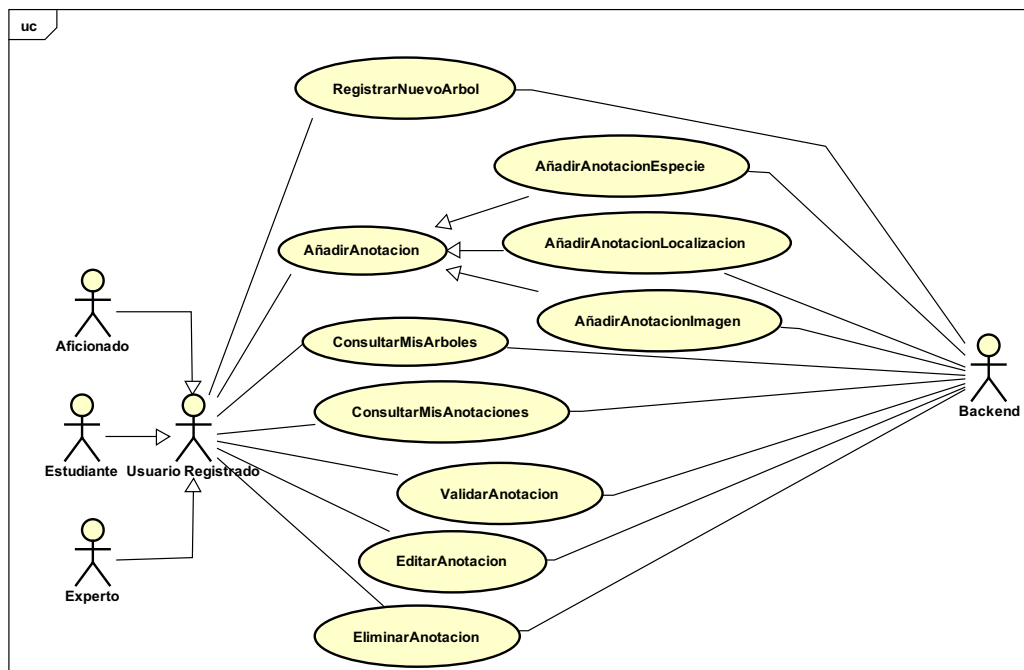 uc
RegistrarNuevoArbol
AñadirAnotacionEspecie
AñadirAnotacion
AñadirAnotacionLocalizacion
AñadirAnotacionImagen
Aficionado
ConsultarMisArboles
ConsultarMisAnotaciones
Backend
Estudiante
Usuario Registrado
ValidarAnotacion
EditarAnotacion
Experto
EliminarAnotacion